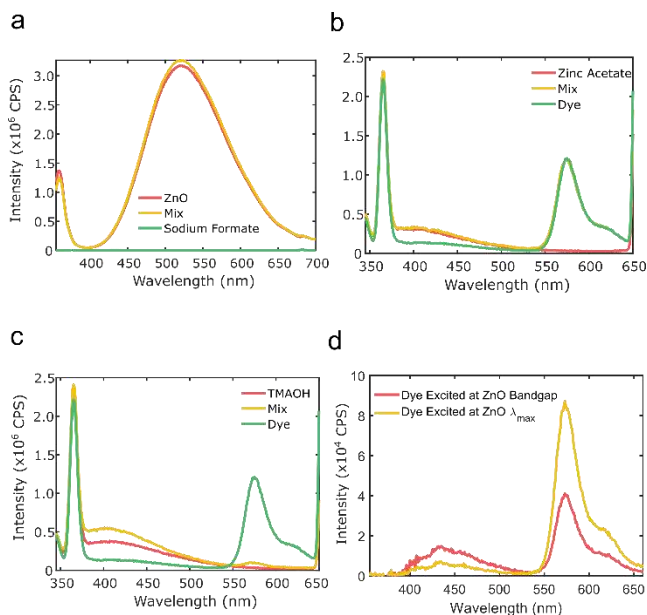 a
Intensity (x10⁶ CPS)
3.0
2.5
2.0
1.5
1.0
0.5
0
ZnO
Mix
Sodium Formate
400 450 500 550 600 650 700
Wavelength (nm)
b
Intensity (x10⁶ CPS)
2.5
2.0
1.5
1.0
0.5
0
Zinc Acetate
Mix
Dye
350 400 450 500 550 600 650
Wavelength (nm)
c
Intensity (x10⁶ CPS)
2.5
2.0
1.5
1.0
0.5
0
TMAOH
Mix
Dye
350 400 450 500 550 600 650
Wavelength (nm)
d
Intensity (x10⁴ CPS)
10
8
6
4
2
0
Dye Excited at ZnO Bandgap
Dye Excited at ZnO λmax
400 450 500 550 600 650
Wavelength (nm)